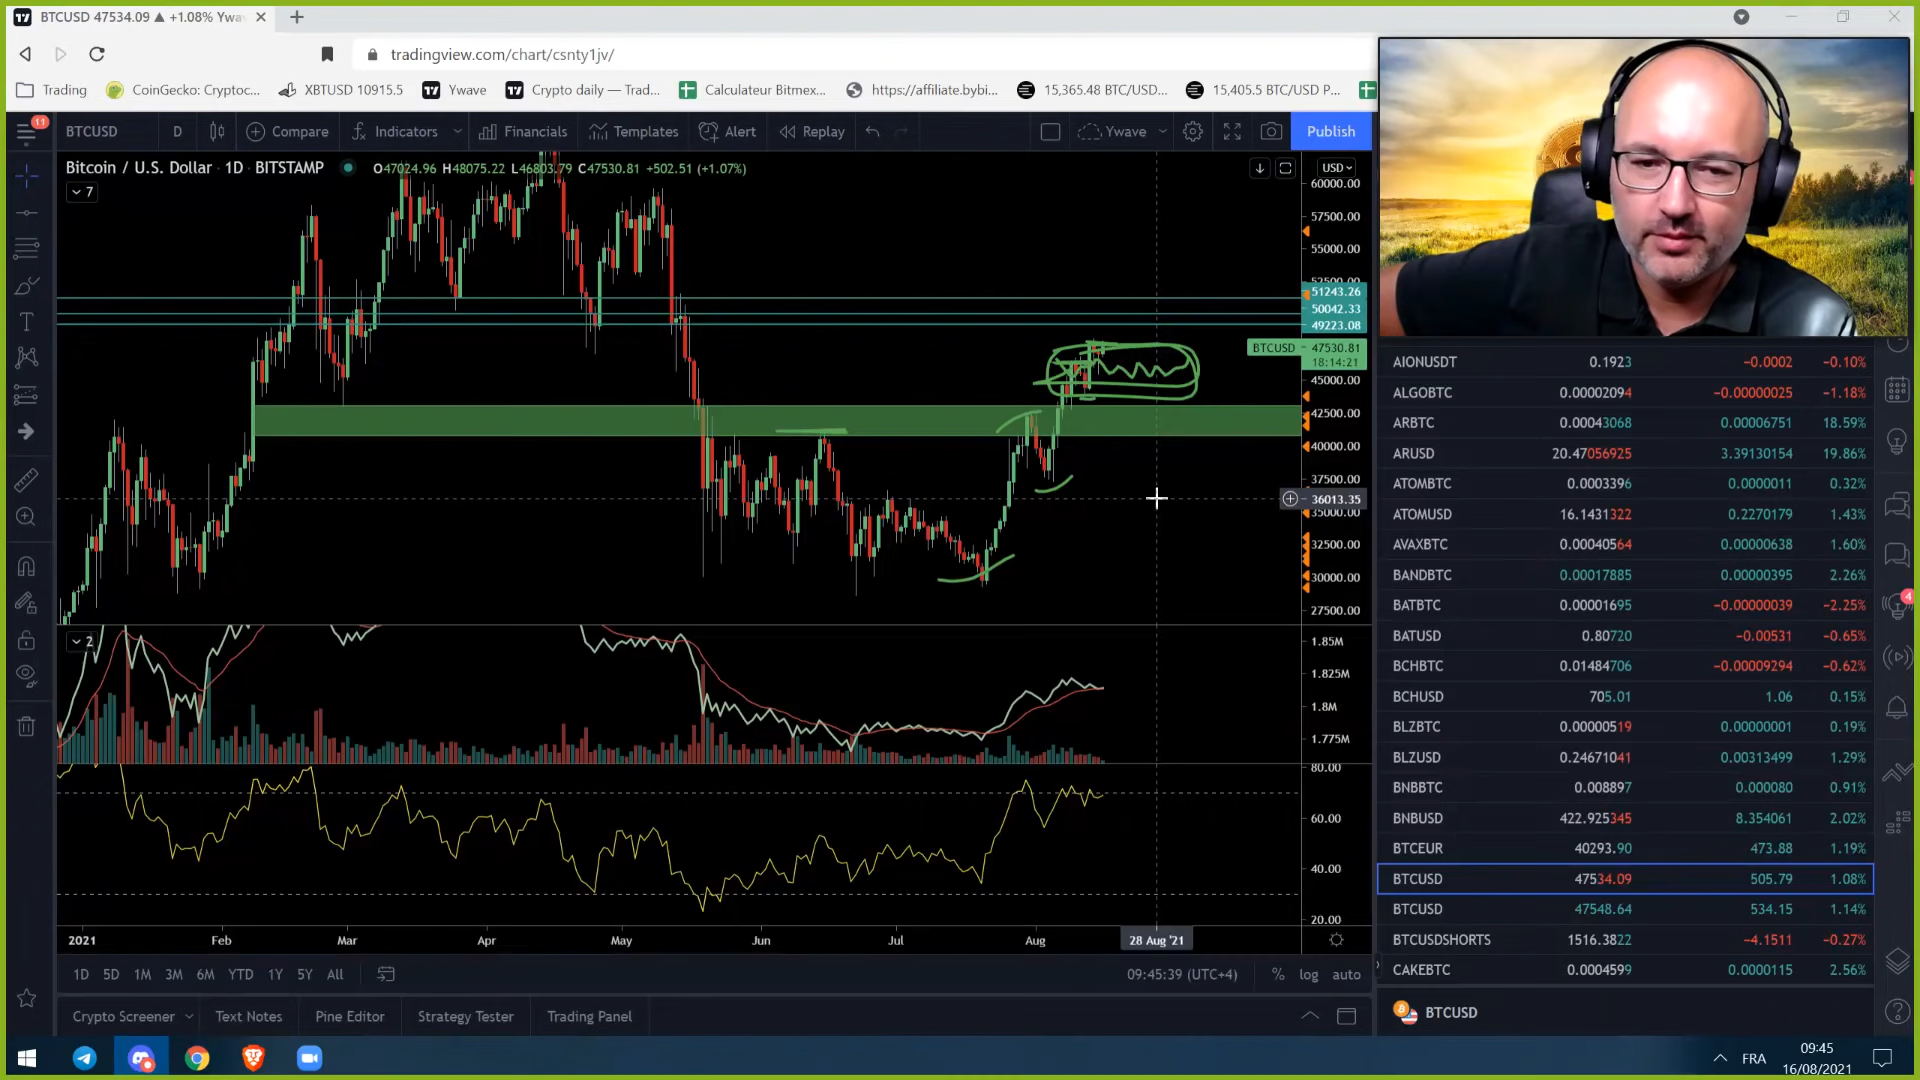 BTCUSD 47534.09 ▲ +1.08% Ywav
tradingview.com/chart/csnty1jv/
Trading
CoinGecko: Cryptoc...
XBTUSD 10915.5
Ywave
Crypto daily — Trad...
Calculateur Bitmex...
https://affiliate.bybi...
15,365.48 BTC/USD...
15,405.5 BTC/USD P...
11
BTCUSD
D
Compare
Indicators
Financials
Templates
Alert
Replay
Ywave
Publish
Bitcoin / U.S. Dollar · 1D · BITSTAMP
O47024.96 H48075.22 L46803.79 C47530.81 +502.51 (+1.07%)
USD
7
60000.00
57500.00
55000.00
51243.26
50042.33
49223.08
BTCUSD
47530.81
18:14:21
45000.00
42500.00
40000.00
37500.00
36013.35
35000.00
32500.00
30000.00
27500.00
2
1.85M
1.825M
1.8M
1.775M
80.00
60.00
40.00
20.00
2021
Feb
Mar
Apr
May
Jun
Jul
Aug
28 Aug '21
1D
5D
1M
3M
6M
YTD
1Y
5Y
All
09:45:39 (UTC+4)
%
log
auto
Crypto Screener
Text Notes
Pine Editor
Strategy Tester
Trading Panel
AIONUSDT 0.1923 −0.0002 −0.10%
ALGOBTC 0.00002094 −0.00000025 −1.18%
ARBTC 0.00043068 0.00006751 18.59%
ARUSD 20.47056925 3.39130154 19.86%
ATOMBTC 0.0003396 0.0000011 0.32%
ATOMUSD 16.1431322 0.2270179 1.43%
AVAXBTC 0.00040564 0.00000638 1.60%
BANDBTC 0.00017885 0.00000395 2.26%
BATBTC 0.00001695 −0.00000039 −2.25%
BATUSD 0.80720 −0.00531 −0.65%
BCHBTC 0.01484706 −0.00009294 −0.62%
BCHUSD 705.01 1.06 0.15%
BLZBTC 0.00000519 0.00000001 0.19%
BLZUSD 0.24671041 0.00313499 1.29%
BNBBTC 0.008897 0.000080 0.91%
BNBUSD 422.925345 8.354061 2.02%
BTCEUR 40293.90 473.88 1.19%
BTCUSD 47534.09 505.79 1.08%
BTCUSD 47548.64 534.15 1.14%
BTCUSDSHORTS 1516.3822 −4.1511 −0.27%
CAKEBTC 0.0004599 0.0000115 2.56%
BTCUSD
4
FRA
09:45
16/08/2021